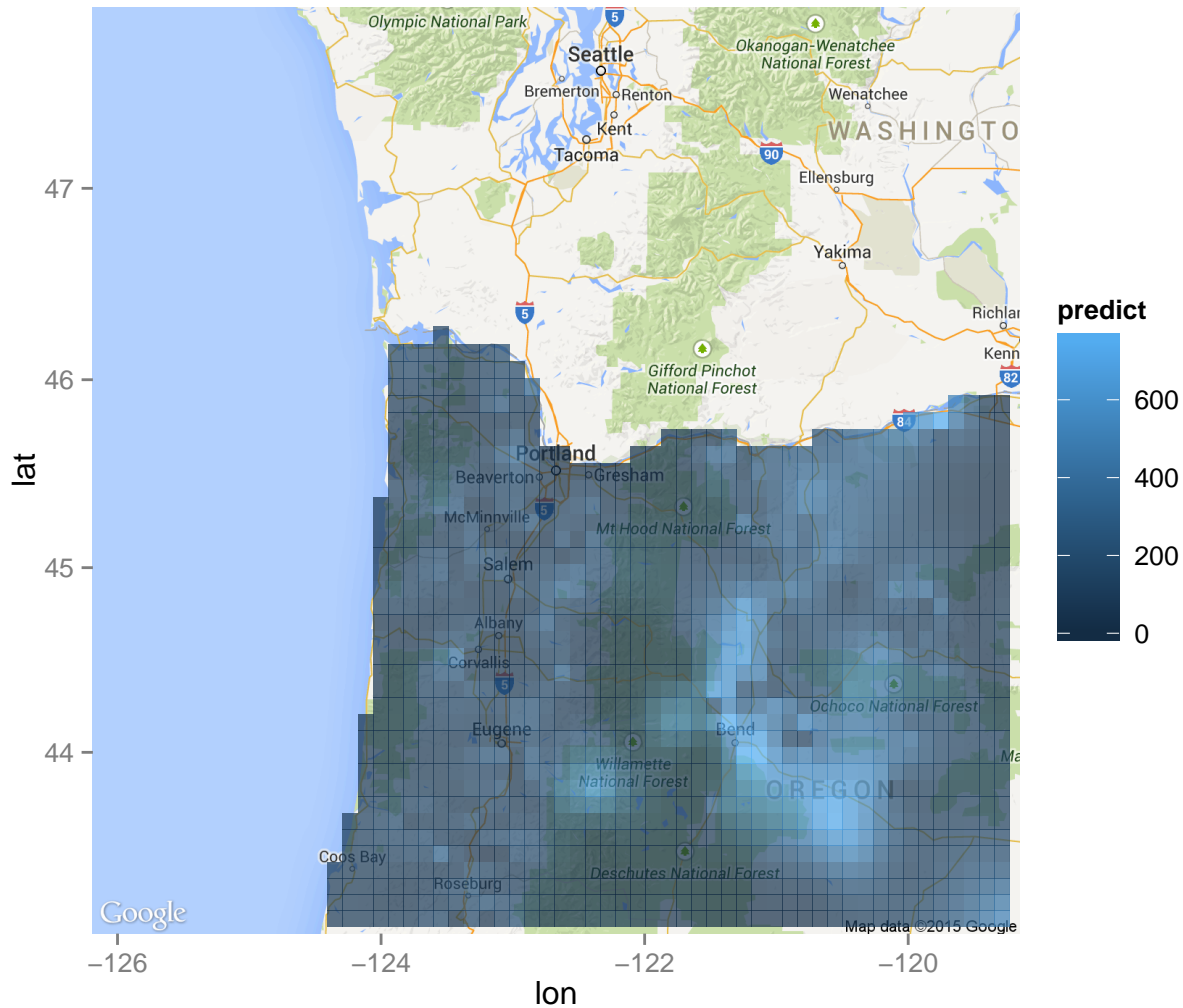 Olympic National Park
5
Okanogan-Wenatchee
National Forest
Seattle
Bremerton
Renton
Wenatchee
Kent
WASHINGTO
Tacoma
90
Ellensburg
47
Yakima
5
Richlan
Kenn
82
46
Gifford Pinchot
National Forest
84
Portland
Beaverton
Gresham
5
McMinnville
Mt Hood National Forest
45
Salem
Albany
Corvallis
5
Ochoco National Forest
44
Eugene
Bend
Willamette
National Forest
Ma
OREGON
Coos Bay
Deschutes National Forest
Roseburg
Google
Map data ©2015 Google
−126
−124
−122
−120
lon
lat
predict
600
400
200
0